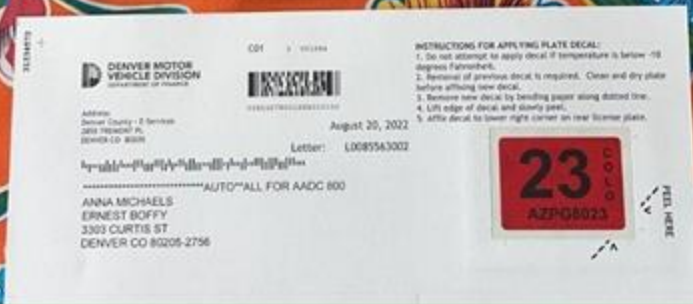 C01
DENVER MOTOR
VEHICLE DIVISION
DEPARTMENT OF FINANCE
Address:
Denver County - E Services
DENVER CO
August 20, 2022
Letter: L0085563002
AUTO**ALL FOR AADC 800
ANNA MICHAELS
ERNEST BOFFY
3303 CURTIS ST
DENVER CO 80205-2756
INSTRUCTIONS FOR APPLYING PLATE DECAL:
1. Do not attempt to apply decal if temperature is below -10
degrees Fahrenheit.
2. Removal of previous decal is required. Clean and dry plate
before affixing new decal.
3. Remove new decal by bending paper along dotted line.
4. Lift edge of decal and slowly peel.
5. Affix decal to lower right corner on rear license plate.
23
COLO
AZPG8023
PEEL HERE